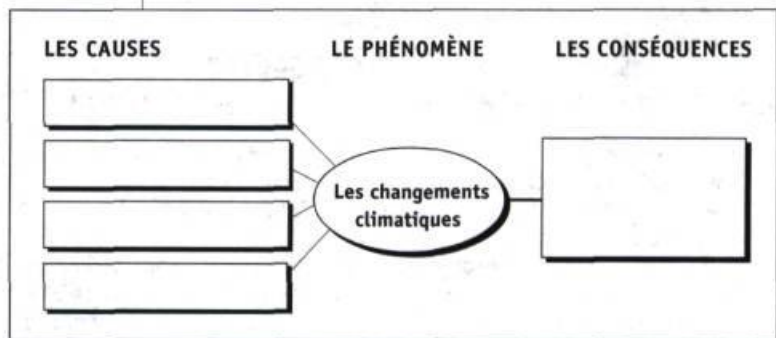 LES CAUSES
LE PHÉNOMÈNE
LES CONSÉQUENCES
Les changements
climatiques